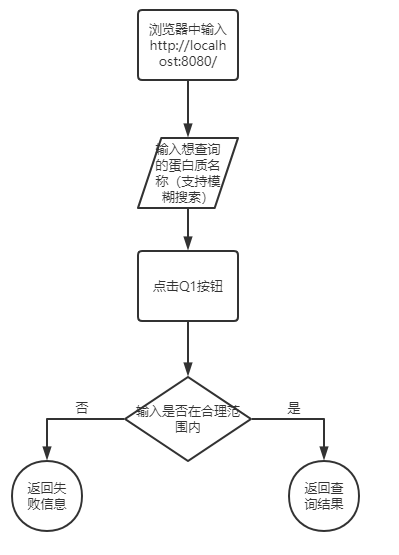 浏览器中输入
http://localh
ost:8080/
输入想查询
的蛋白质名
称（支持模
糊搜索）
点击Q1按钮
输入是否在合理范
围内
否
是
返回失
败信息
返回查
询结果